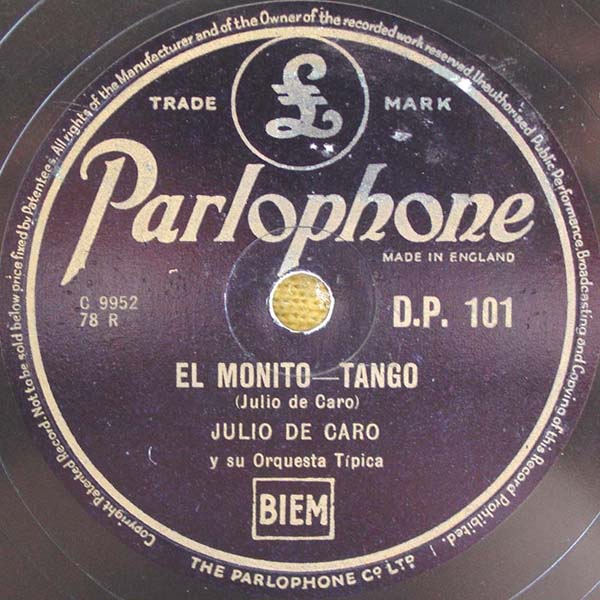 Copyright Patented Record. Not to be sold below price fixed by Patentees. All rights of the Manufacturer and of the Owner of the recorded work reserved. Unauthorised Public Performance, Broadcasting and Copying of this Record Prohibited.
TRADE £ MARK
Parlophone
MADE IN ENGLAND
C 9952
78 R
D.P. 101
EL MONITO—TANGO
(Julio de Caro)
JULIO DE CARO
y su Orquesta Típica
BIEM
THE PARLOPHONE CO LTD